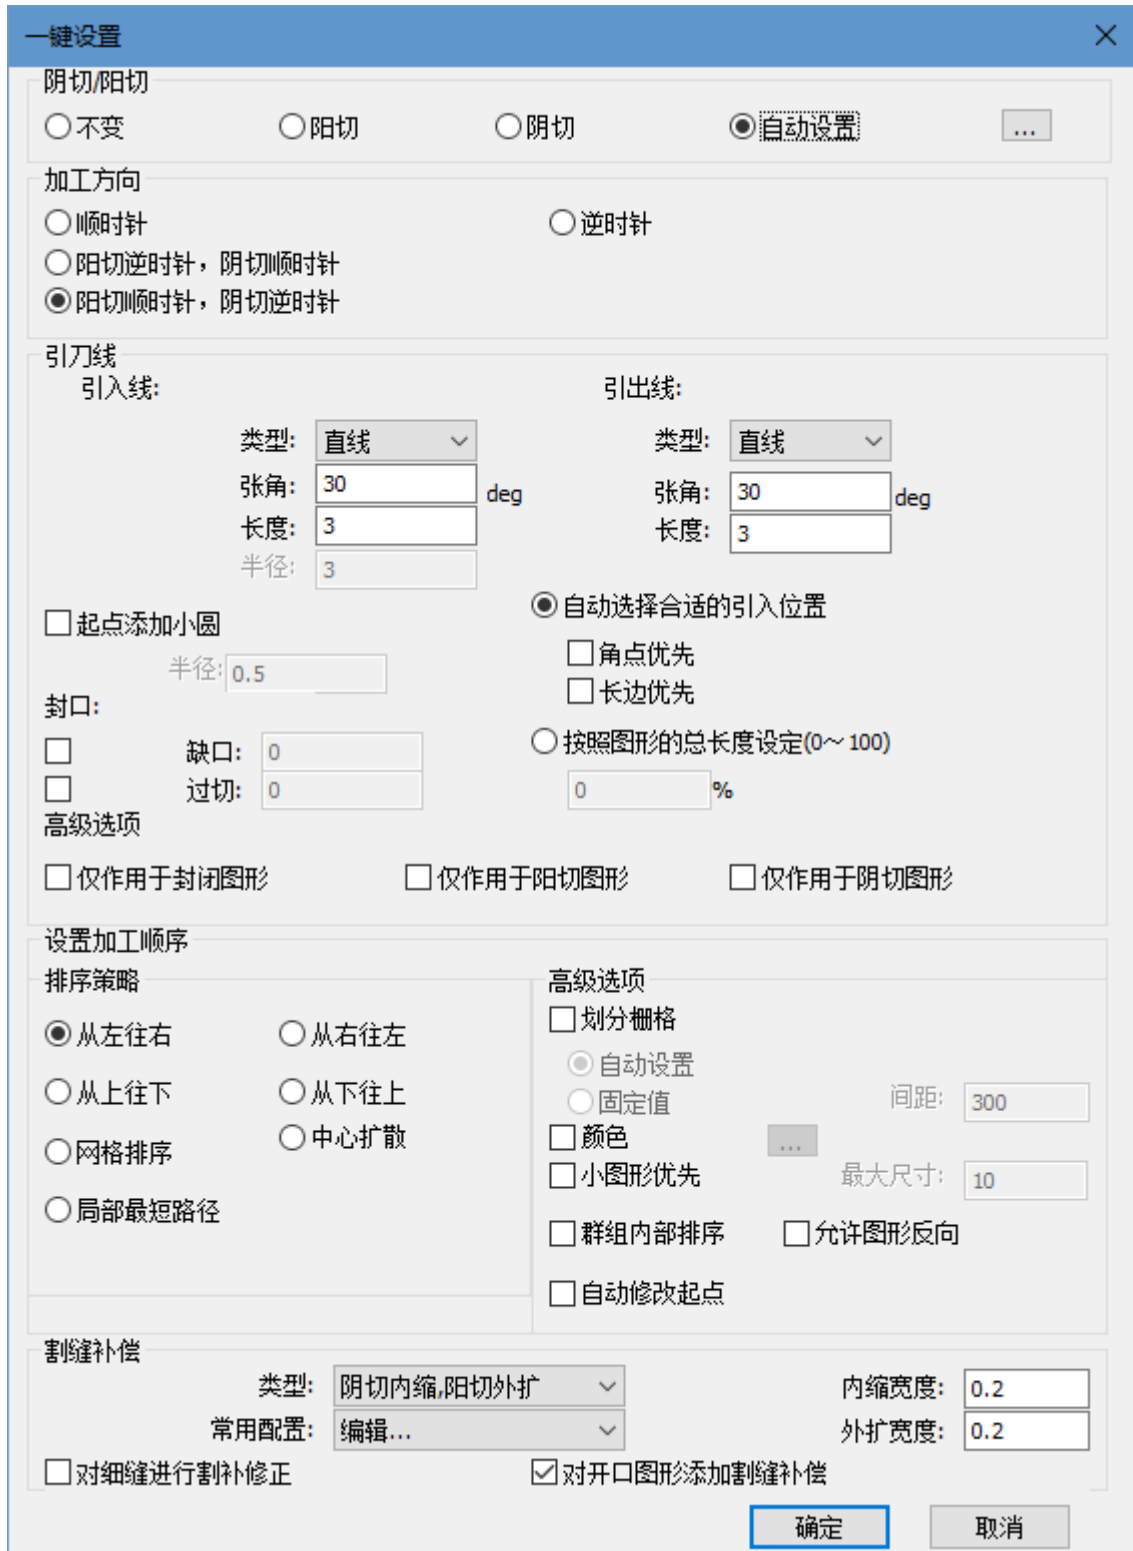 一键设置
阴切/阳切
不变 阳切 阴切 自动设置 ...
加工方向
顺时针 逆时针
阳切逆时针，阴切顺时针
阳切顺时针，阴切逆时针
引刀线
引入线: 引出线:
类型: 直线 类型: 直线
张角: 30 deg 张角: 30 deg
长度: 3 长度: 3
半径: 3
自动选择合适的引入位置
起点添加小圆
角点优先
半径: 0.5
长边优先
封口:
按照图形的总长度设定(0～100)
缺口: 0
过切: 0 0 %
高级选项
仅作用于封闭图形 仅作用于阳切图形 仅作用于阴切图形
设置加工顺序
排序策略
从左往右 从右往左
从上往下 从下往上
网格排序 中心扩散
局部最短路径
高级选项
划分栅格
自动设置
固定值 间距: 300
颜色 ...
小图形优先 最大尺寸: 10
群组内部排序 允许图形反向
自动修改起点
割缝补偿
类型: 阴切内缩,阳切外扩 内缩宽度: 0.2
常用配置: 编辑... 外扩宽度: 0.2
对细缝进行割补修正 对开口图形添加割缝补偿
确定 取消